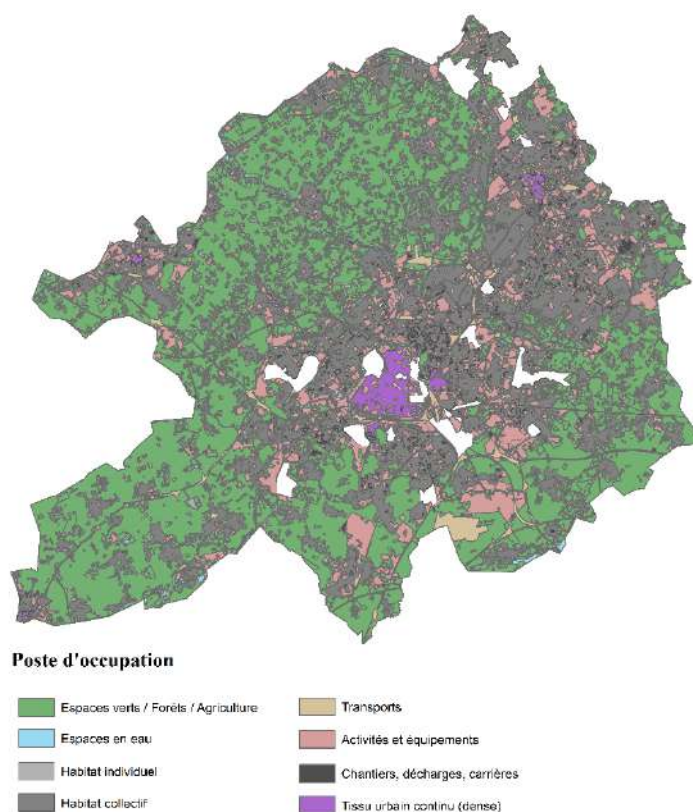 Poste d'occupation
Espaces verts / Forêts / Agriculture
Espaces en eau
Habitat individuel
Habitat collectif
Transports
Activités et équipements
Chantiers, décharges, carrières
Tissu urbain continu (dense)